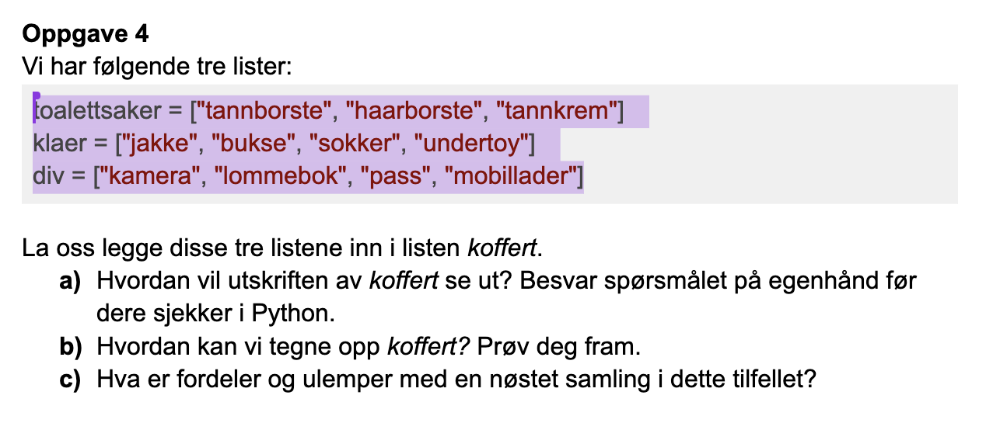 Oppgave 4
Vi har følgende tre lister:
toalettsaker = ["tannborste", "haarborste", "tannkrem"]
klaer = ["jakke", "bukse", "sokker", "undertoy"]
div = ["kamera", "lommebok", "pass", "mobillader"]
La oss legge disse tre listene inn i listen koffert.
a) Hvordan vil utskriften av koffert se ut? Besvar spørsmålet på egenhånd før
dere sjekker i Python.
b) Hvordan kan vi tegne opp koffert? Prøv deg fram.
c) Hva er fordeler og ulemper med en nøstet samling i dette tilfellet?